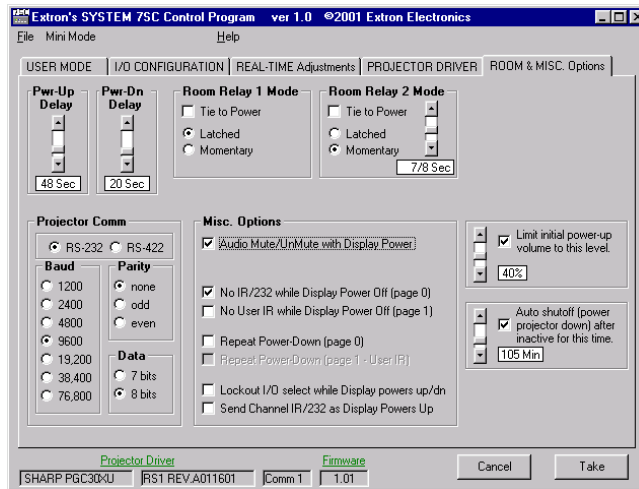 Extron's SYSTEM 7SC Control Program ver 1.0 ©2001 Extron Electronics
File Mini Mode Help
USER MODE I/O CONFIGURATION REAL-TIME Adjustments PROJECTOR DRIVER ROOM & MISC. Options
Pwr-Up Delay
48 Sec
Pwr-Dn Delay
20 Sec
Room Relay 1 Mode
Tie to Power
Latched
Momentary
Room Relay 2 Mode
Tie to Power
Latched
Momentary
7/8 Sec
Projector Comm
RS-232 RS-422
Baud
1200
2400
4800
9600
19,200
38,400
76,800
Parity
none
odd
even
Data
7 bits
8 bits
Misc. Options
Audio Mute/UnMute with Display Power
No IR/232 while Display Power Off (page 0)
No User IR while Display Power Off (page 1)
Repeat Power-Down (page 0)
Repeat Power-Down (page 1 - User IR)
Lockout I/O select while Display powers up/dn
Send Channel IR/232 as Display Powers Up
Limit initial power-up
volume to this level.
40%
Auto shutoff (power
projector down) after
inactive for this time.
105 Min
Projector Driver Firmware
SHARP PGC30XU RS1 REV.A011601 Comm 1 1.01
Cancel Take